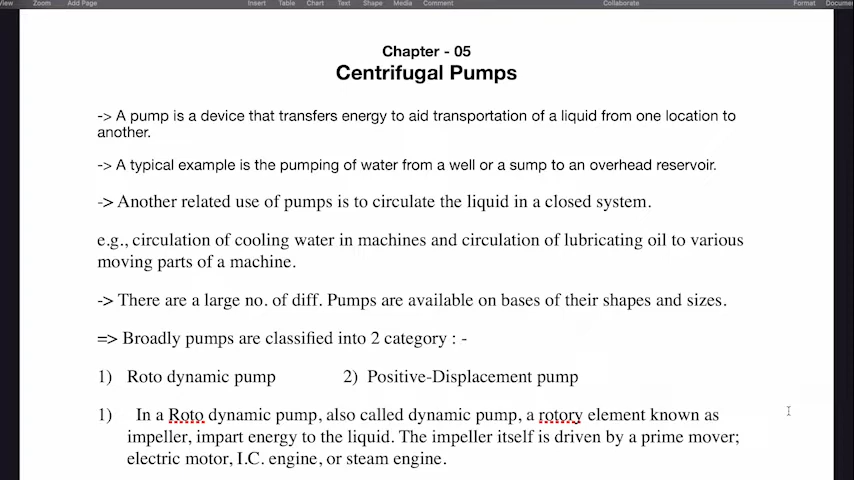 View Zoom Add Page Insert Table Chart Text Shape Media Comment Collaborate Format
Chapter - 05
Centrifugal Pumps
-> A pump is a device that transfers energy to aid transportation of a liquid from one location to
another.
-> A typical example is the pumping of water from a well or a sump to an overhead reservoir.
-> Another related use of pumps is to circulate the liquid in a closed system.
e.g., circulation of cooling water in machines and circulation of lubricating oil to various
moving parts of a machine.
-> There are a large no. of diff. Pumps are available on bases of their shapes and sizes.
=> Broadly pumps are classified into 2 category : -
1) Roto dynamic pump 2) Positive-Displacement pump
1) In a Roto dynamic pump, also called dynamic pump, a rotory element known as
impeller, impart energy to the liquid. The impeller itself is driven by a prime mover;
electric motor, I.C. engine, or steam engine.